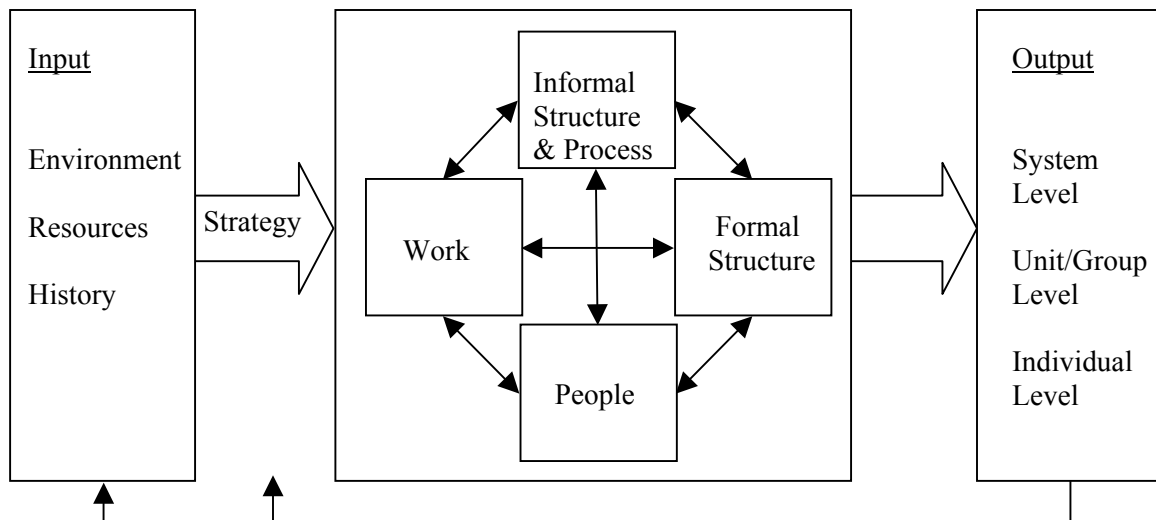 Input
Environment
Resources
History
Strategy
Informal
Structure
& Process
Work
Formal
Structure
People
Output
System
Level
Unit/Group
Level
Individual
Level